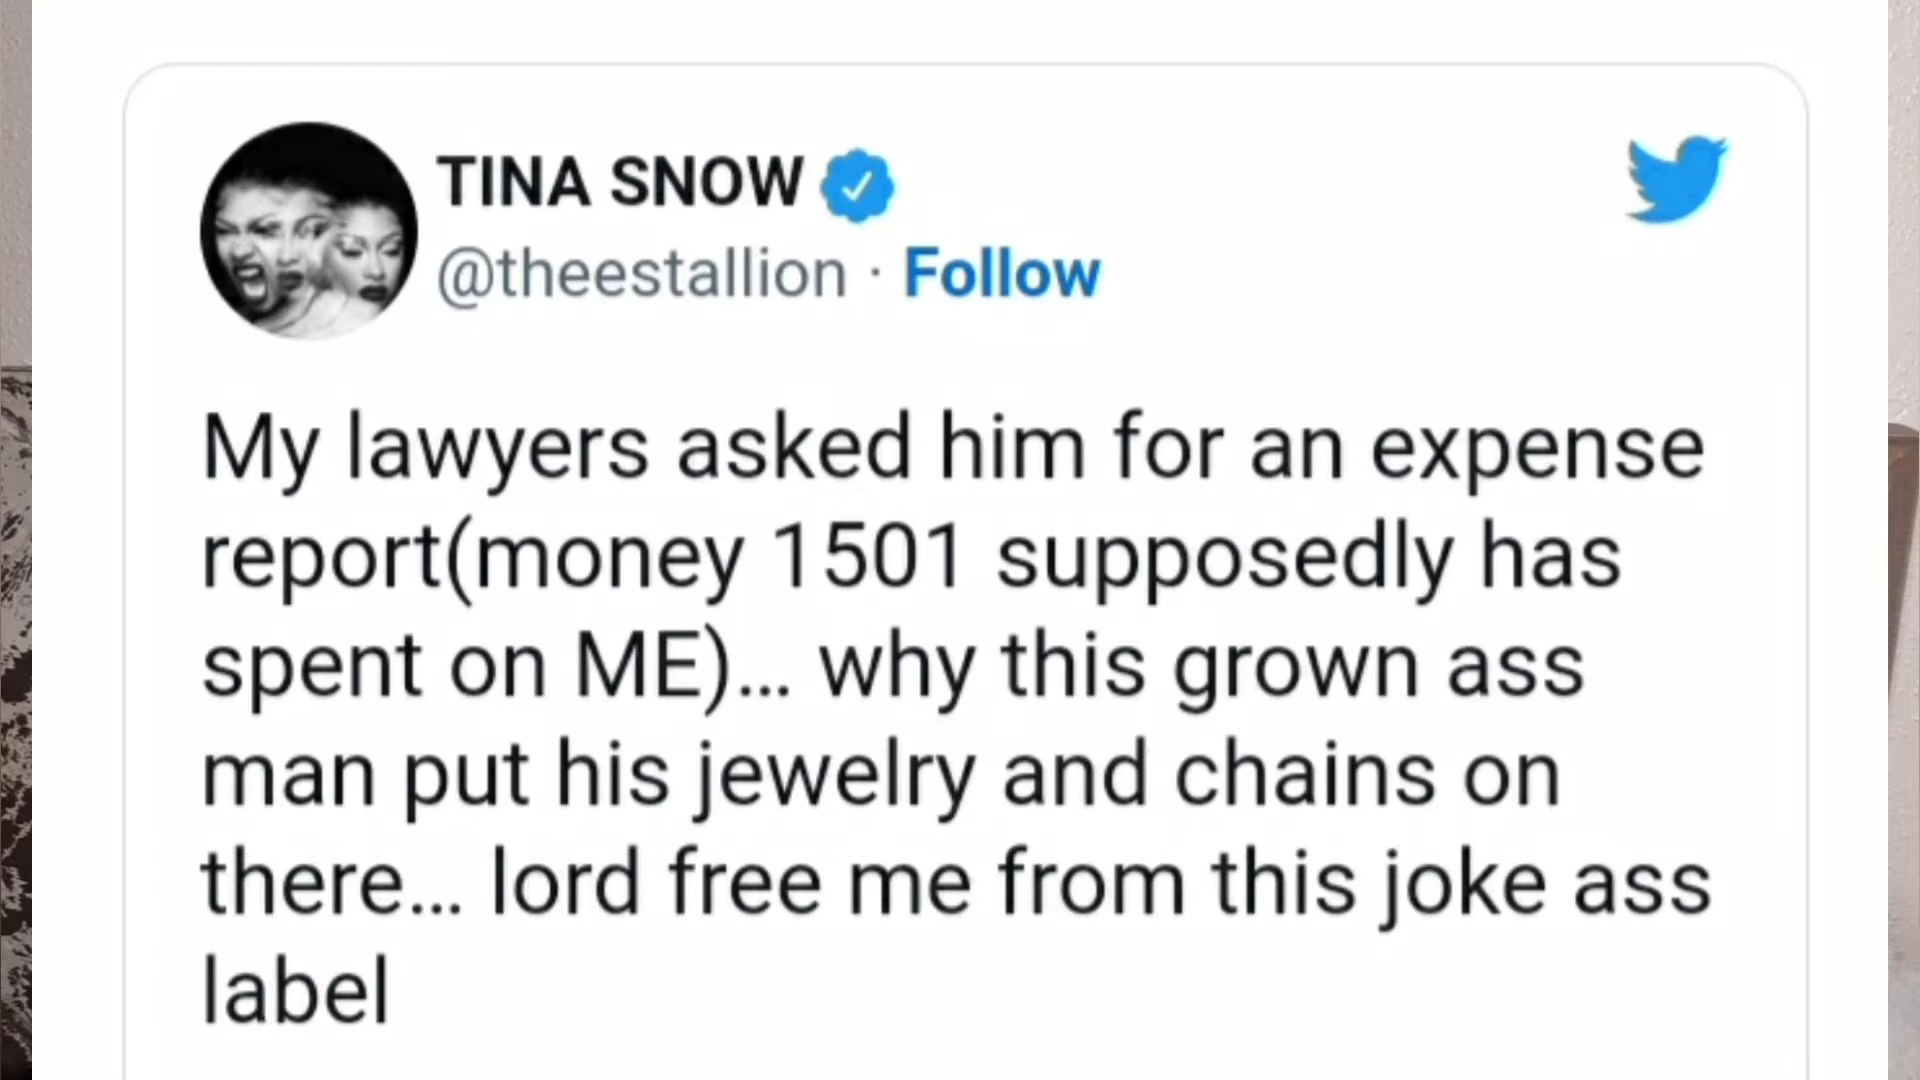 TINA SNOW
@theestallion · Follow
My lawyers asked him for an expense
report(money 1501 supposedly has
spent on ME)... why this grown ass
man put his jewelry and chains on
there... lord free me from this joke ass
label